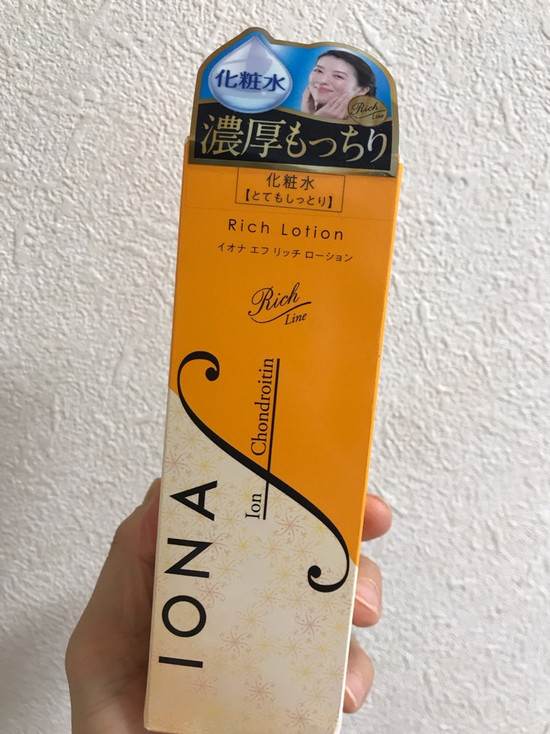 化粧水
Rich
Line
濃厚もっちり
化粧水
【とてもしっとり】
Rich Lotion
イオナ エフ リッチ ローション
Rich
Line
Ion Chondroitin
IONA